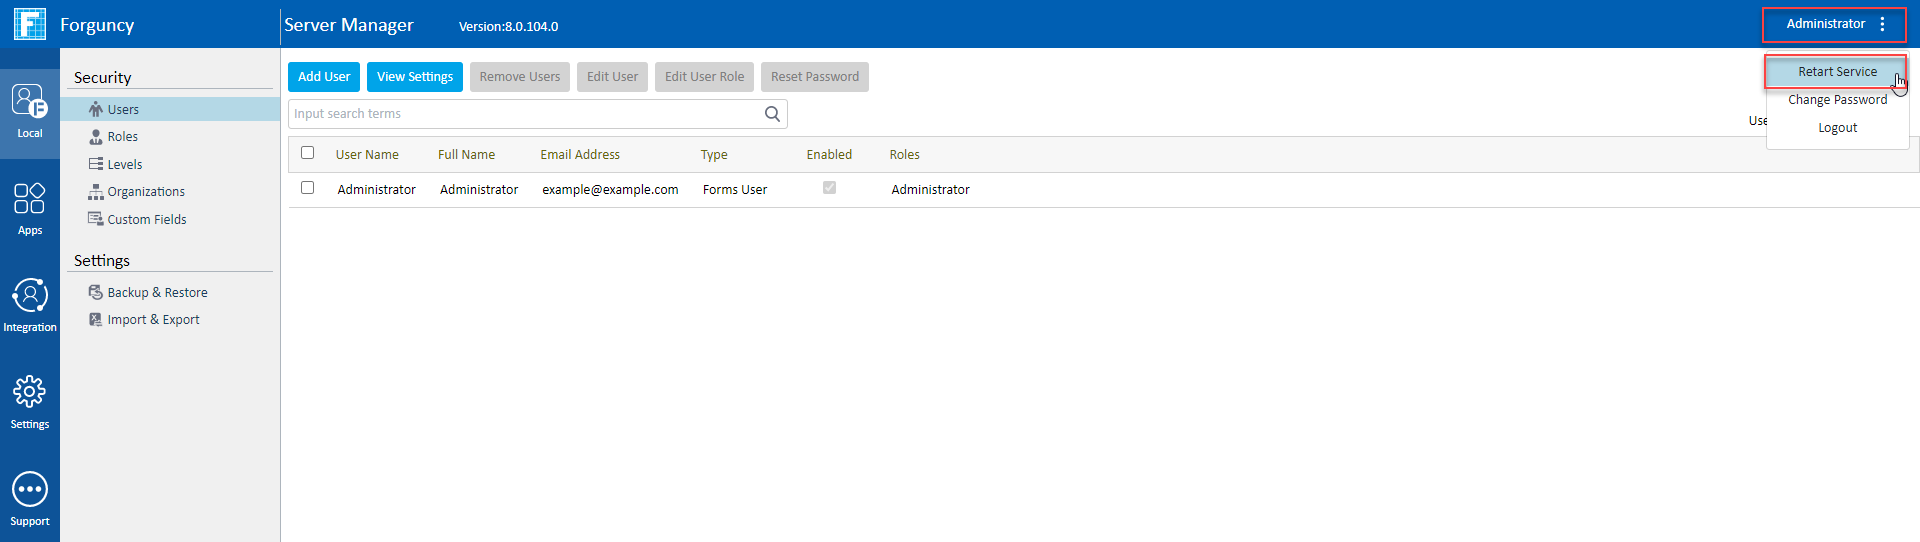 Forguncy
Server Manager
Version:8.0.104.0
Administrator
Local
Apps
Integration
Settings
Support
Security
Users
Roles
Levels
Organizations
Custom Fields
Settings
Backup & Restore
Import & Export
Add User
View Settings
Remove Users
Edit User
Edit User Role
Reset Password
Retart Service
Change Password
Logout
Input search terms
User Name Full Name Email Address Type Enabled Roles
Administrator Administrator example@example.com Forms User Administrator